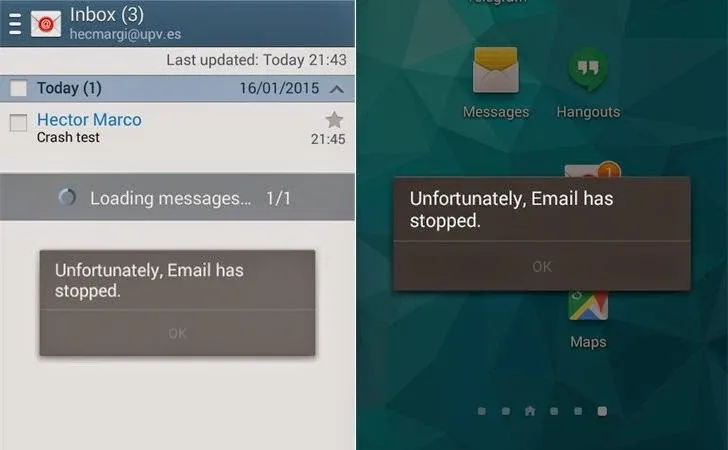 Inbox (3)
hecmargi@upv.es
Last updated: Today 21:43
Today (1) 16/01/2015
Hector Marco
Crash test
21:45
Loading messages... 1/1
Unfortunately, Email has
stopped.
OK
Telegram
Messages Hangouts
1
Unfortunately, Email has
stopped.
OK
Maps